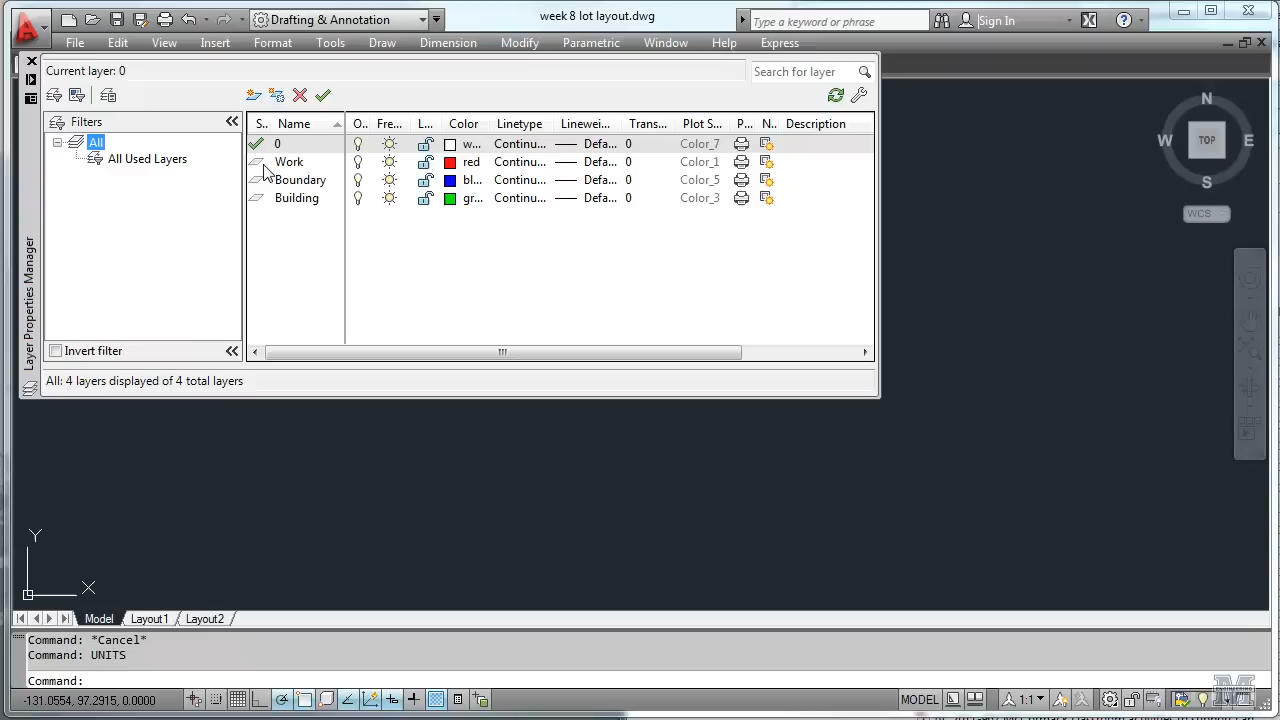 Drafting & Annotation
week 8 lot layout.dwg
Type a keyword or phrase
Sign In
File Edit View Insert Format Tools Draw Dimension Modify Parametric Window Help Express
Current layer: 0
Search for layer
Filters
All
All Used Layers
Invert filter
S.. Name O.. Fre... L... Color Linetype Linewei... Trans... Plot S... P... N.. Description
0 w... Continu... Defa... 0 Color_7
Work red Continu... Defa... 0 Color_1
Boundary bl... Continu... Defa... 0 Color_5
Building gr... Continu... Defa... 0 Color_3
All: 4 layers displayed of 4 total layers
Layer Properties Manager
N
W TOP E
S
WCS
Y
X
Model Layout1 Layout2
Command: *Cancel*
Command: UNITS
Command:
-131.0554, 97.2915, 0.0000
MODEL
1:1